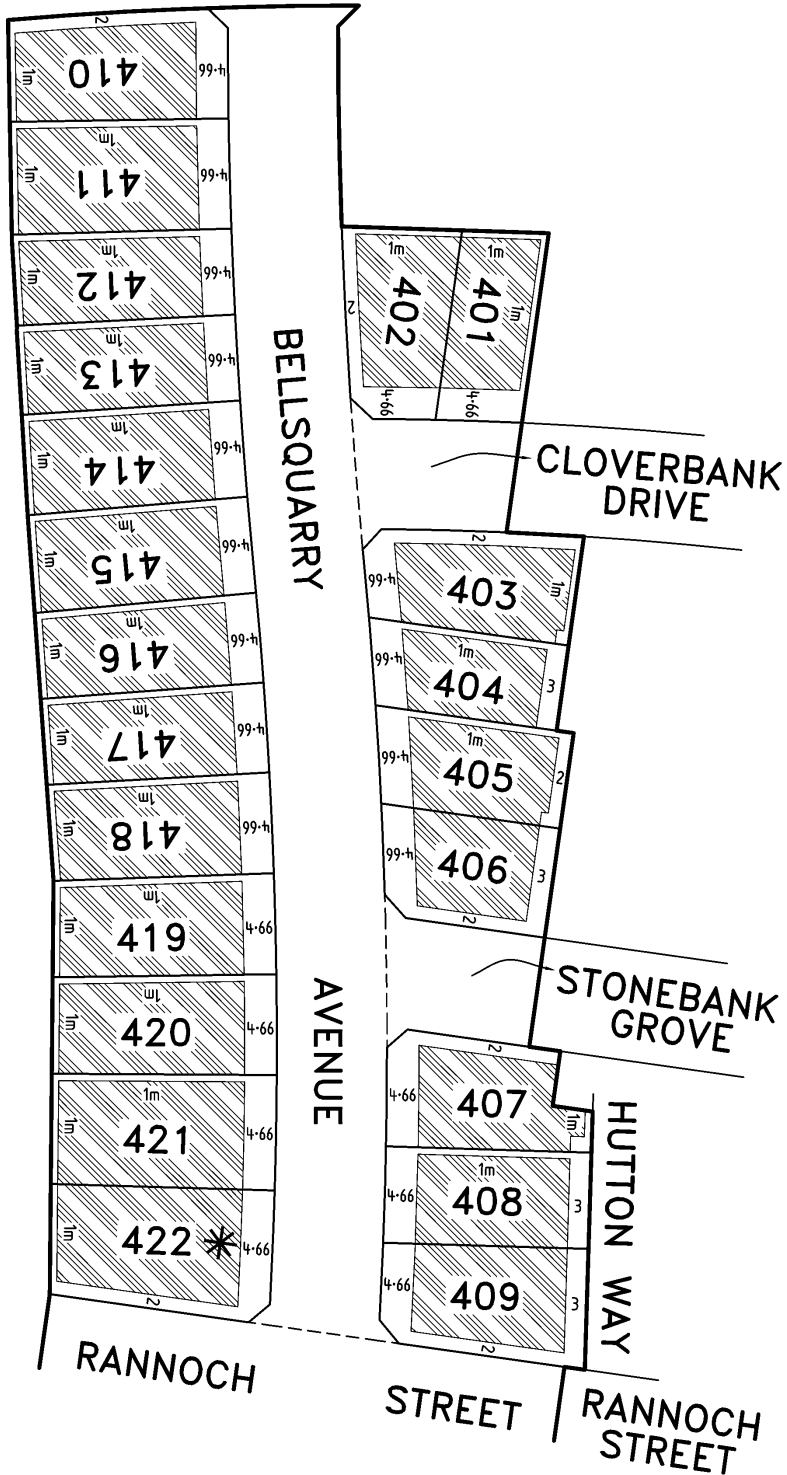 2
410
1m
4·66
1m
411
1m
4·66
1m
412
1m
4·66
1m
413
1m
4·66
1m
414
1m
4·66
1m
415
1m
4·66
1m
416
1m
4·66
1m
417
1m
4·66
1m
418
1m
4·66
1m
419
1m
4·66
1m
420
1m
4·66
1m
421
1m
4·66
422
1m
4·66
2
BELLSQUARRY AVENUE
1m
402
2
4·66
1m
401
1m
4·66
CLOVERBANK
DRIVE
2
403
4·66
1m
1m
404
4·66
3
1m
405
4·66
2
406
4·66
3
2
STONEBANK
GROVE
2
407
4·66
1m
1m
408
4·66
3
409
4·66
3
2
HUTTON WAY
RANNOCH STREET
RANNOCH
STREET